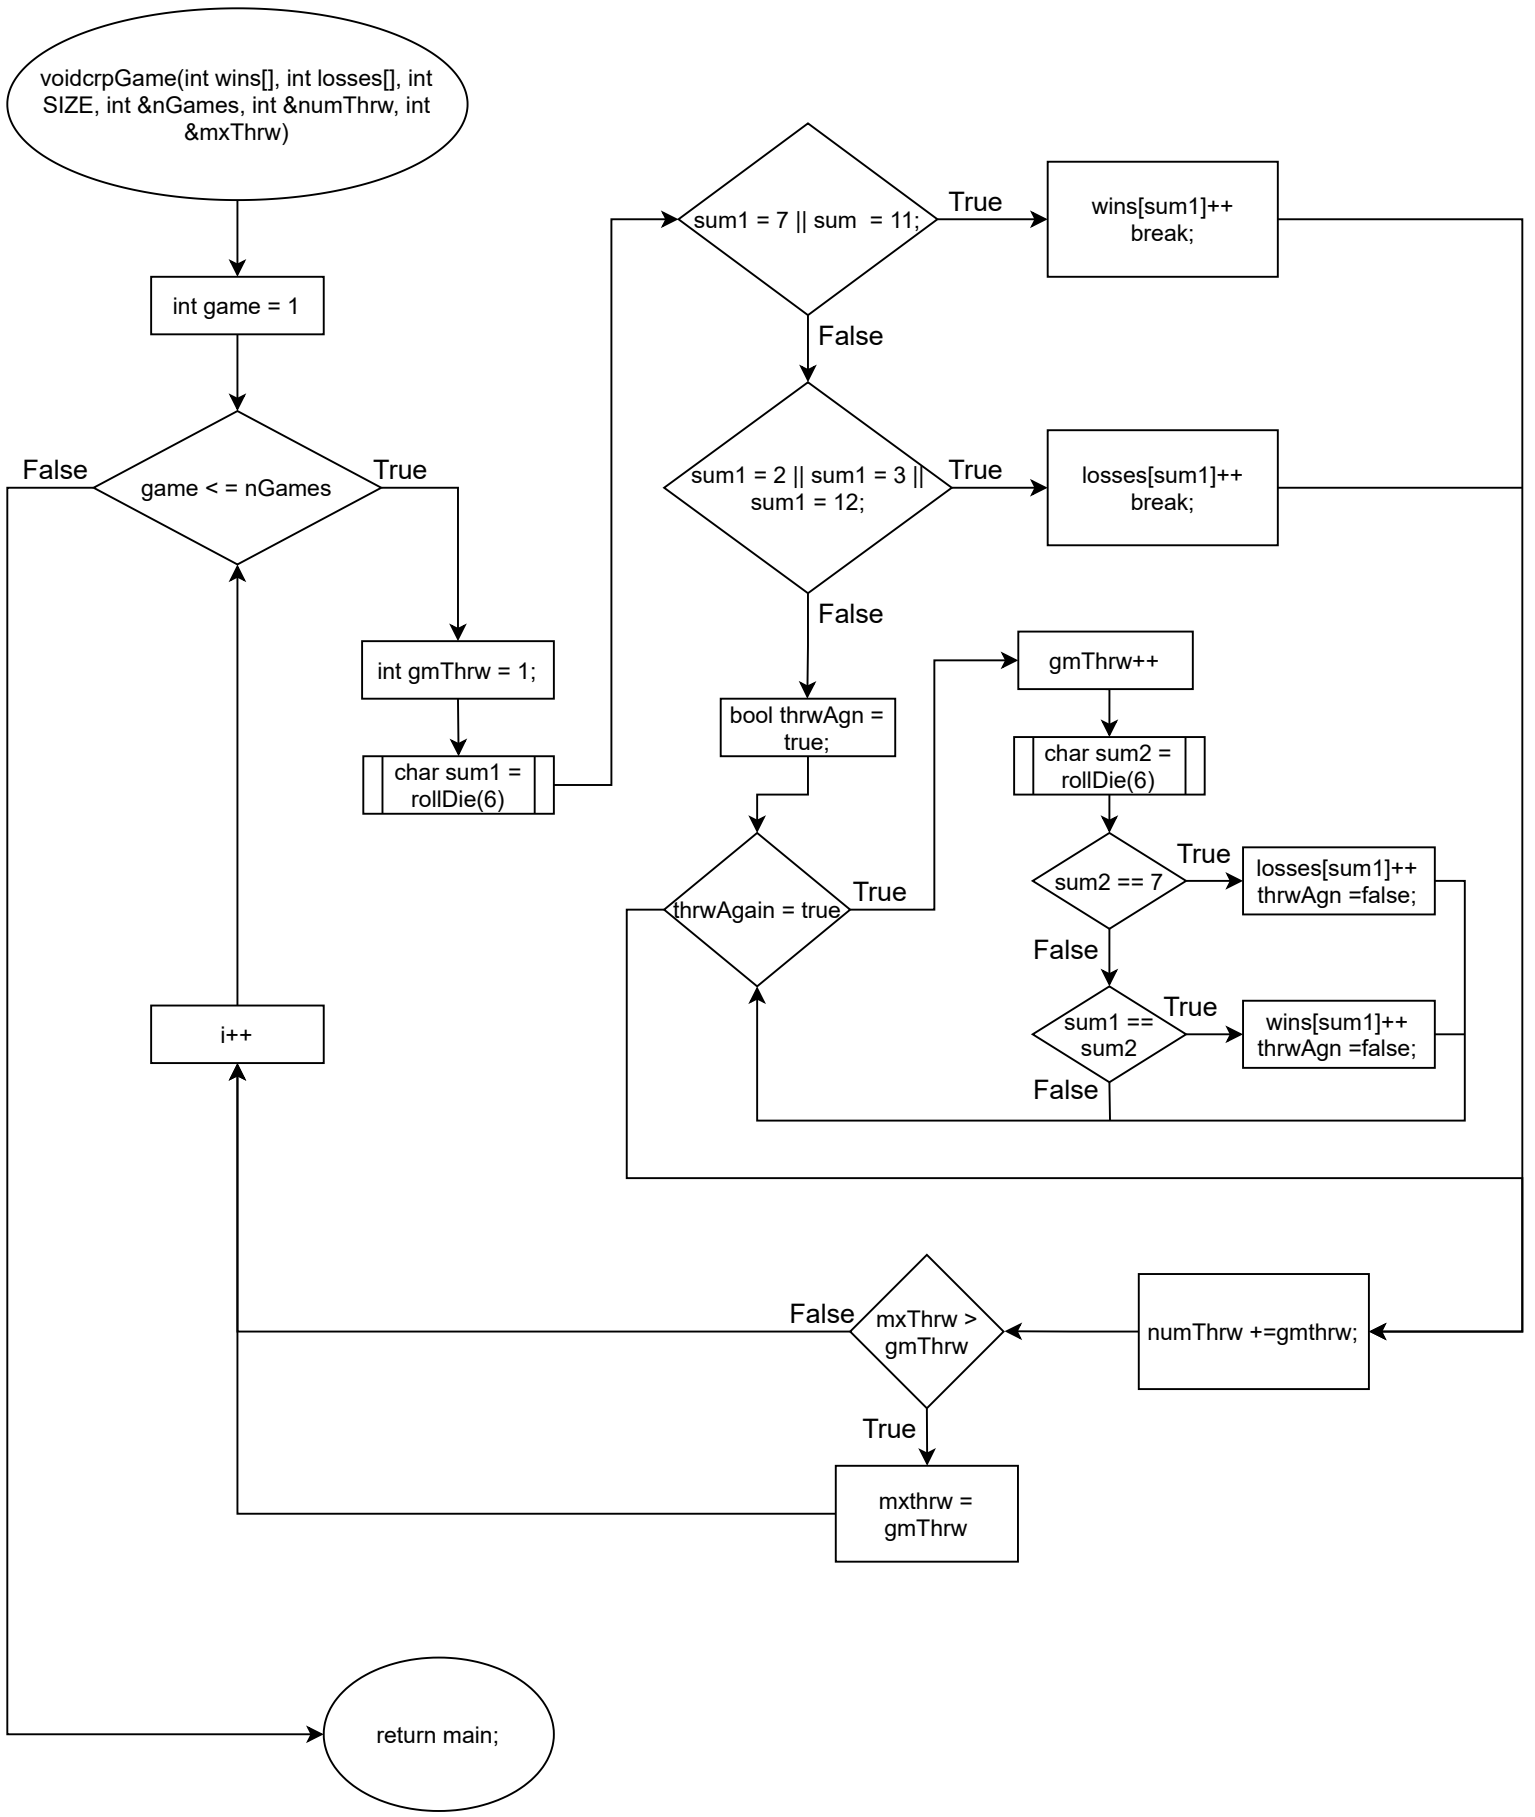 voidcrpGame(int wins[], int losses[], int
SIZE, int &nGames, int &numThrw, int
&mxThrw)
int game = 1
False
game < = nGames
True
int gmThrw = 1;
char sum1 =
rollDie(6)
sum1 = 7 || sum  = 11;
True
wins[sum1]++
break;
False
sum1 = 2 || sum1 = 3 ||
sum1 = 12;
True
losses[sum1]++
break;
False
bool thrwAgn =
true;
thrwAgain = true
True
gmThrw++
char sum2 =
rollDie(6)
sum2 == 7
True
losses[sum1]++
thrwAgn =false;
False
sum1 ==
sum2
True
wins[sum1]++
thrwAgn =false;
False
i++
numThrw +=gmthrw;
mxThrw >
gmThrw
False
True
mxthrw =
gmThrw
return main;